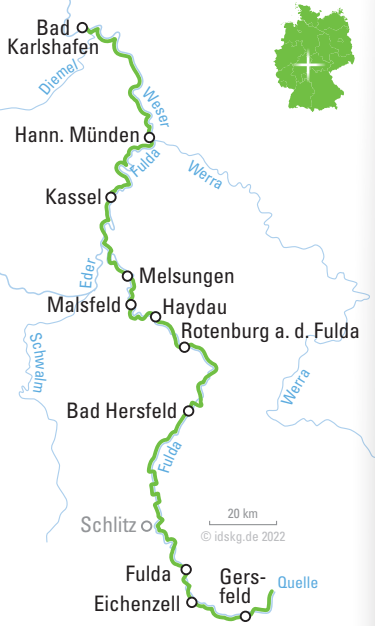 Bad
Karlshafen
Diemel
Weser
Hann. Münden
Fulda
Werra
Kassel
Eder
Melsungen
Malsfeld
Haydau
Rotenburg a. d. Fulda
Schwalm
Werra
Bad Hersfeld
Fulda
20 km
Schlitz
© idskg.de 2022
Fulda
Gers-
feld
Quelle
Eichenzell